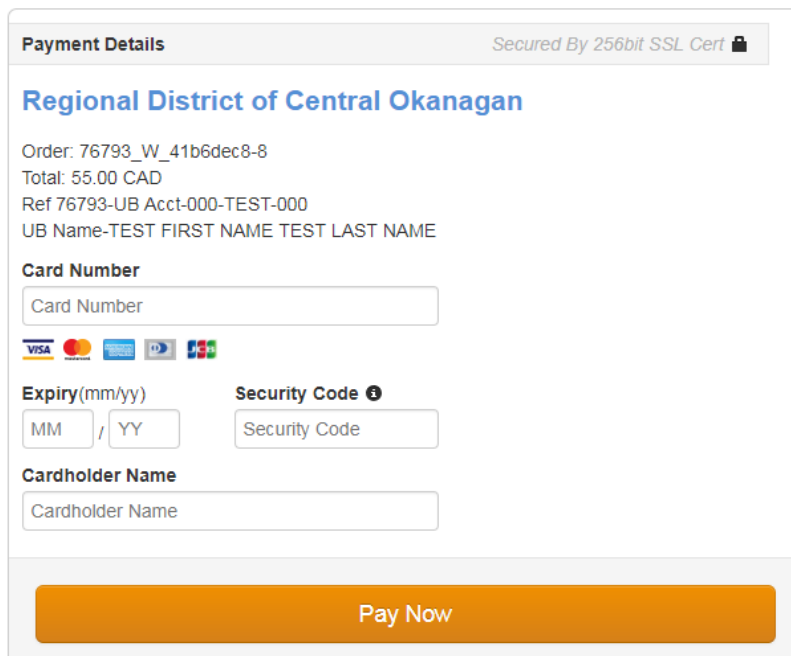 Payment Details Secured By 256bit SSL Cert
Regional District of Central Okanagan
Order: 76793_W_41b6dec8-8
Total: 55.00 CAD
Ref 76793-UB Acct-000-TEST-000
UB Name-TEST FIRST NAME TEST LAST NAME
Card Number
Card Number
VISA JCB
Expiry(mm/yy) Security Code
MM / YY Security Code
Cardholder Name
Cardholder Name
Pay Now